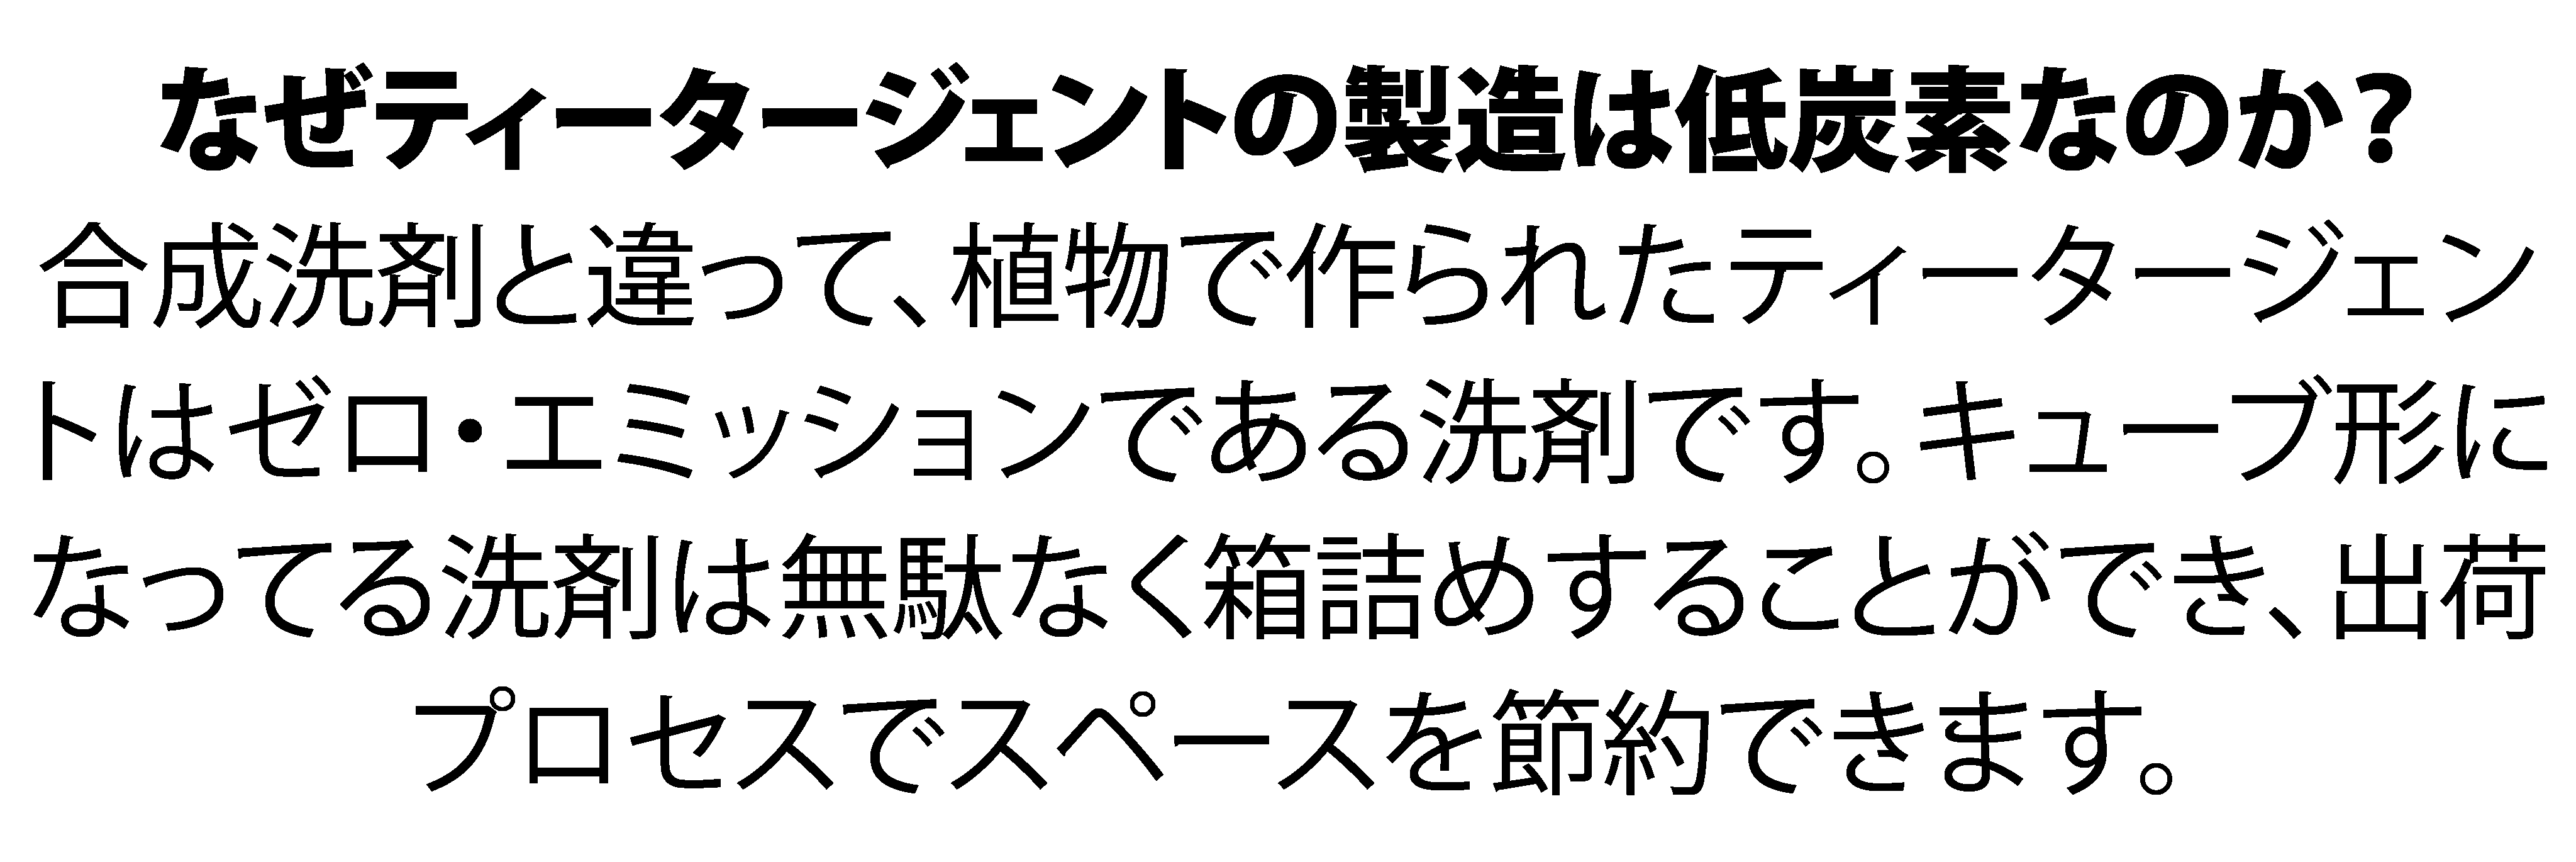 なぜティータージェントの製造は低炭素なのか？
合成洗剤と違って、植物で作られたティータージェン
トはゼロ・エミッションである洗剤です。キューブ形に
なってる洗剤は無駄なく箱詰めすることができ、出荷
プロセスでスペースを節約できます。